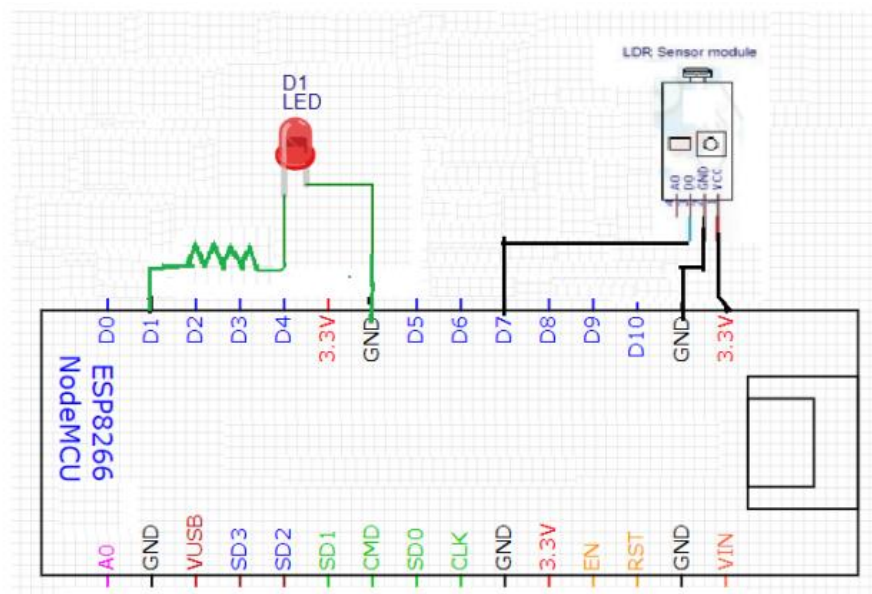 LDR Sensor module
D1
LED
A0
D0
GND
VCC
D0
D1
D2
D3
D4
3.3V
GND
D5
D6
D7
D8
D9
D10
GND
3.3V
ESP8266
NodeMCU
A0
GND
VUSB
SD3
SD2
SD1
CMD
SD0
CLK
GND
3.3V
EN
RST
GND
VIN